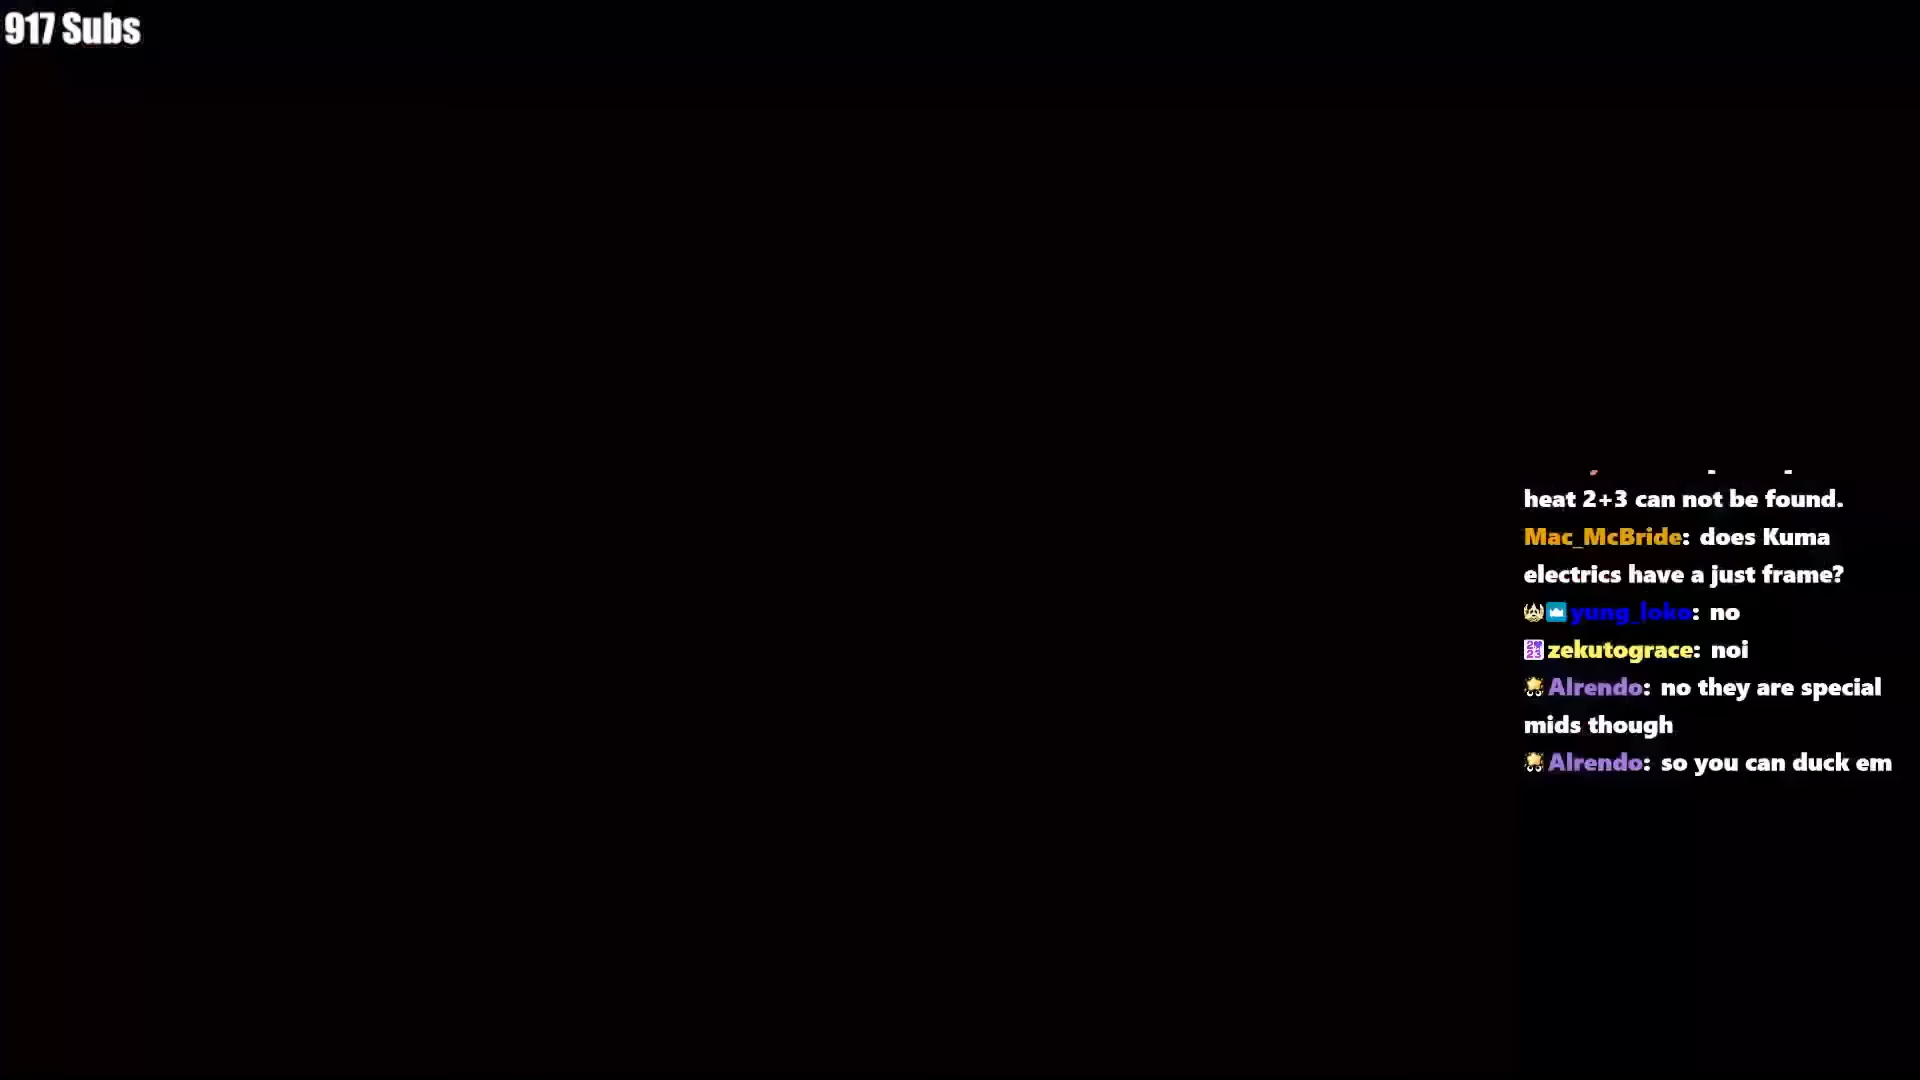 917 Subs
heat 2+3 can not be found.
Mac_McBride: does Kuma
electrics have a just frame?
yung_loko: no
zekutograce: noi
Alrendo: no they are special
mids though
Alrendo: so you can duck em